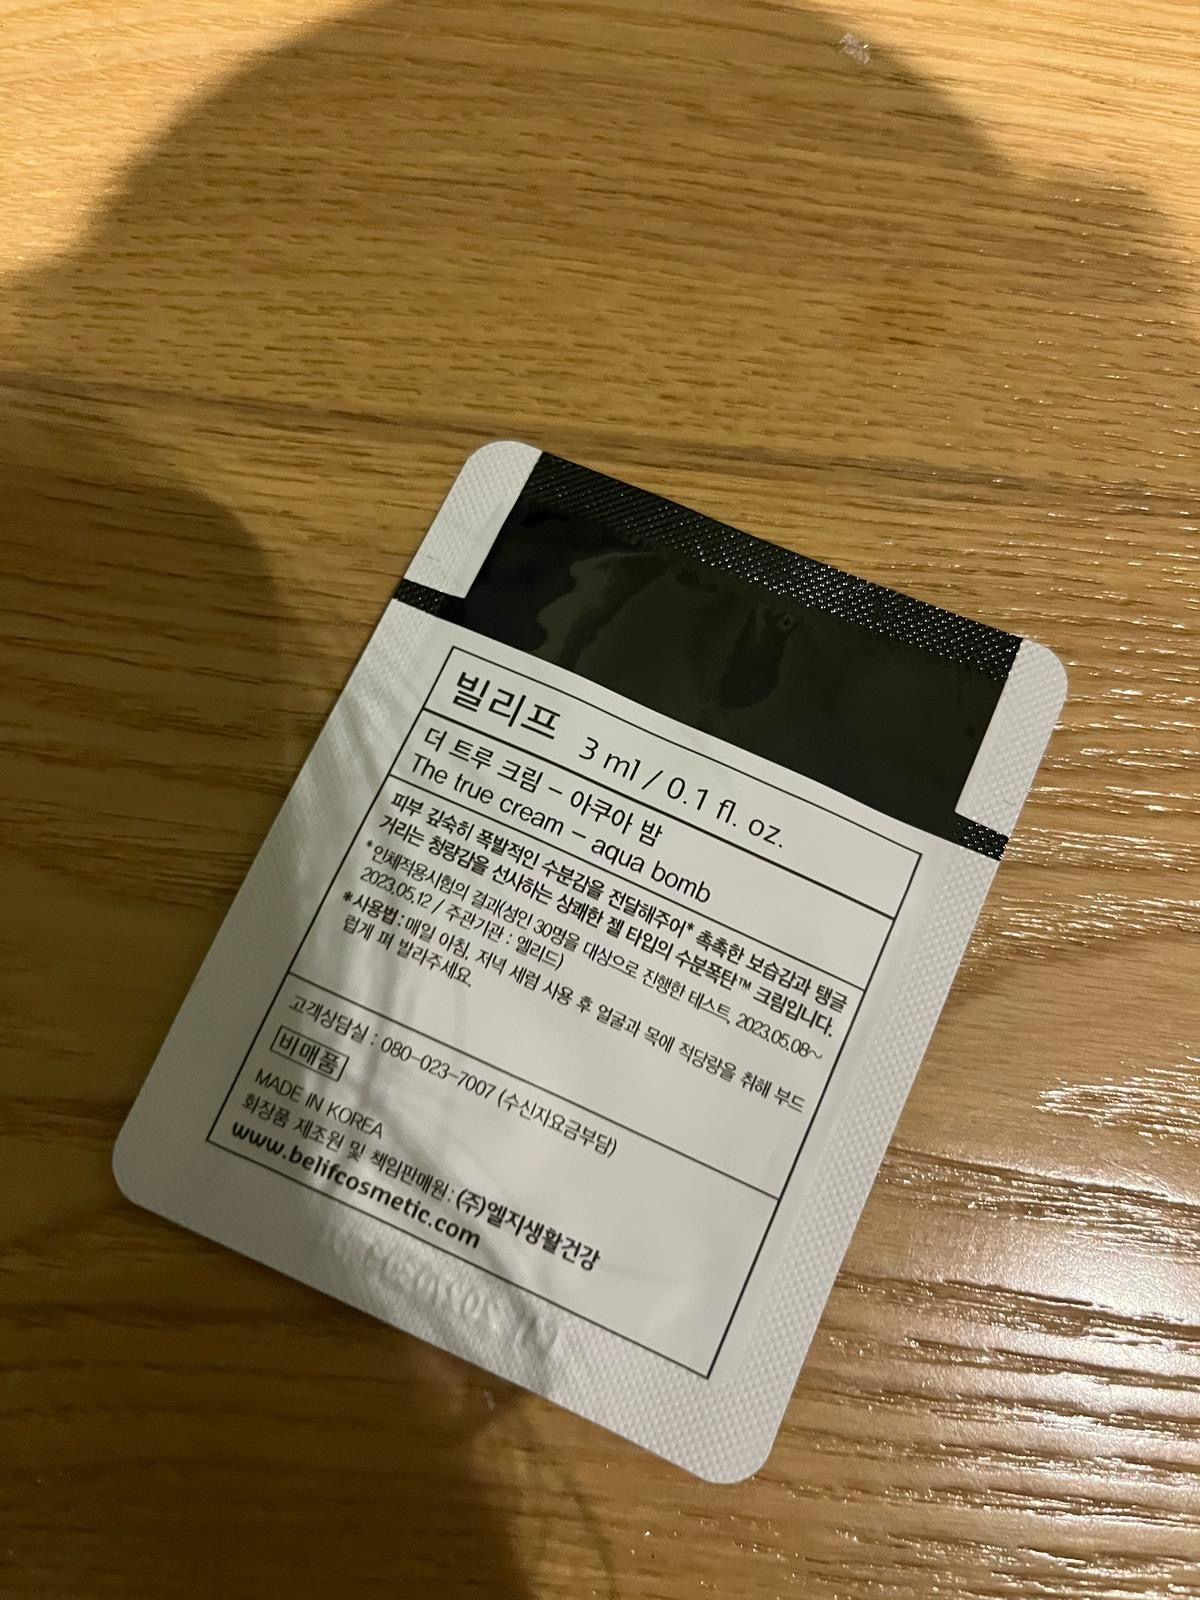 빌리프 3 ml / 0.1 fl. oz.
더 트루 크림 – 아쿠아 밤
The true cream – aqua bomb
피부 깊숙히 폭발적인 수분감을 전달해주어* 촉촉한 보습감과 탱글
거리는 청량감을 선사하는 상쾌한 젤 타입의 수분폭탄™ 크림입니다.
*인체적용시험의 결과(성인 30명을 대상으로 진행한 테스트, 2023.05.08~
2023.05.12 / 주관기관 : 엘리드)
*사용법 : 매일 아침, 저녁 세럼 사용 후 얼굴과 목에 적당량을 취해 부드
럽게 펴 발라주세요.
고객상담실 : 080-023-7007 (수신자요금부담)
비매품
MADE IN KOREA
화장품 제조원 및 책임판매원 : (주)엘지생활건강
www.belifcosmetic.com